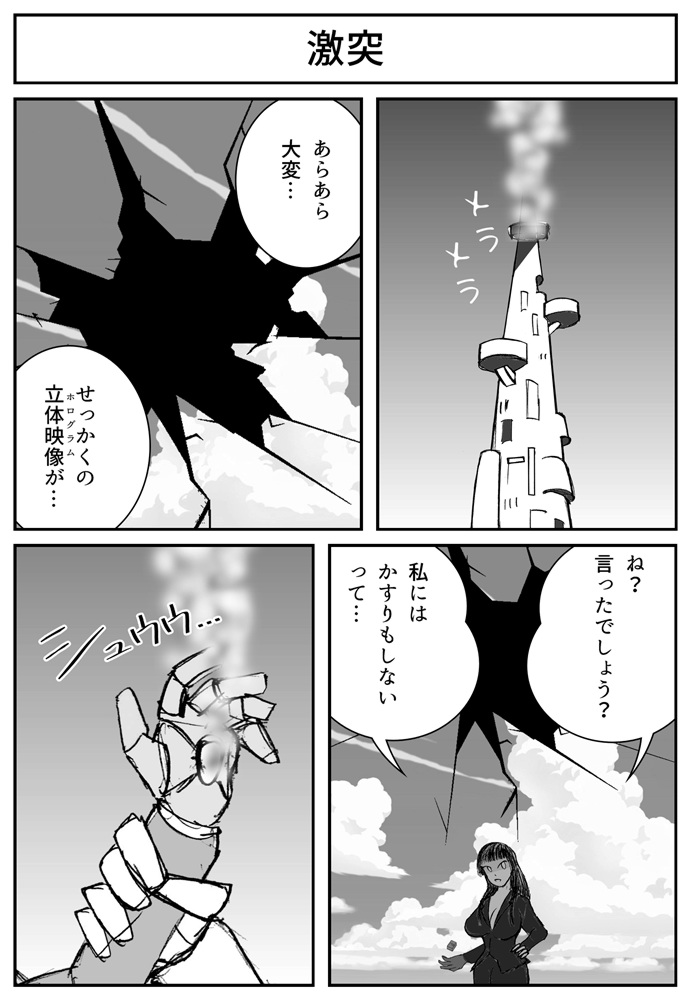 激突
メラ
メラ
あらあら
大変…
せっかくの
立体映像が…
ホログラム
ね？
言ったでしょう？
私には
かすりもしない
って…
シュウウ…